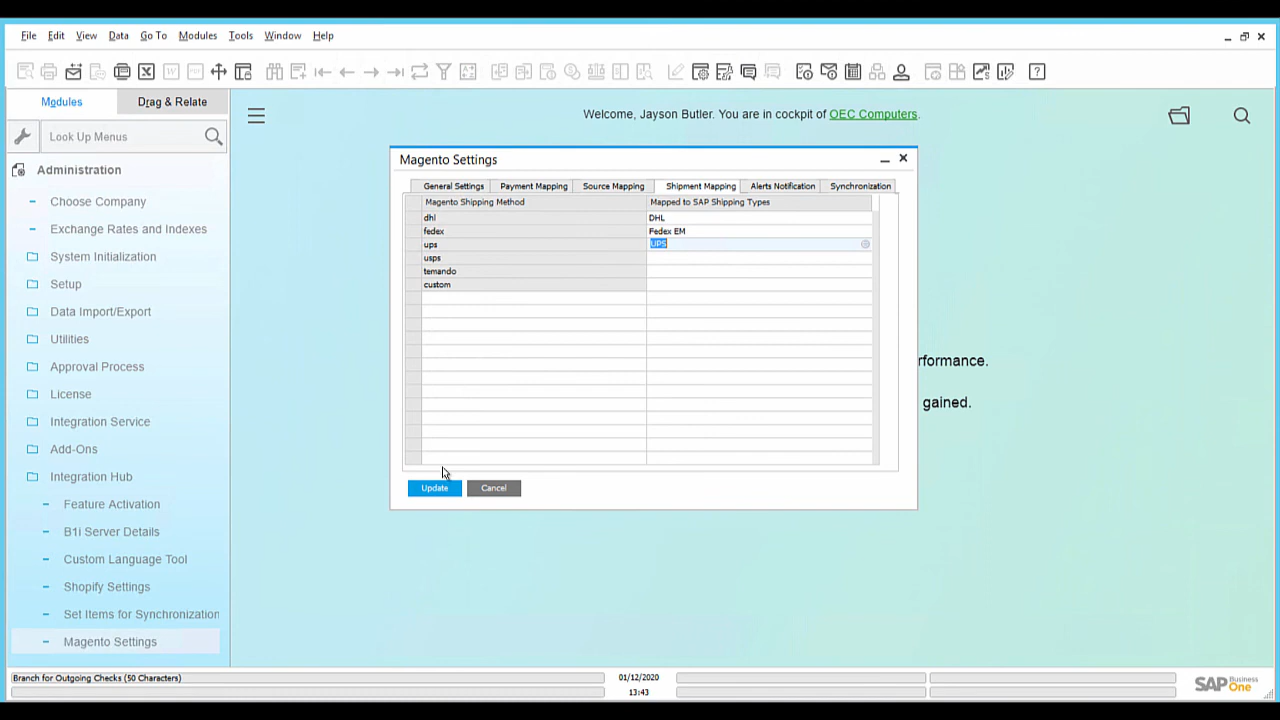 File Edit View Data Go To Modules Tools Window Help
Modules Drag & Relate
Look Up Menus
Welcome, Jayson Butler. You are in cockpit of OEC Computers.
Administration
Choose Company
Exchange Rates and Indexes
System Initialization
Setup
Data Import/Export
Utilities
Approval Process
License
Integration Service
Add-Ons
Integration Hub
Feature Activation
B1i Server Details
Custom Language Tool
Shopify Settings
Set Items for Synchronization
Magento Settings
Magento Settings
General Settings Payment Mapping Source Mapping Shipment Mapping Alerts Notification Synchronization
Magento Shipping Method Mapped to SAP Shipping Types
dhl DHL
fedex Fedex EM
ups UPS
usps
temando
custom
Update Cancel
rformance.
gained.
Branch for Outgoing Checks (50 Characters)
01/12/2020
13:43
SAP Business One